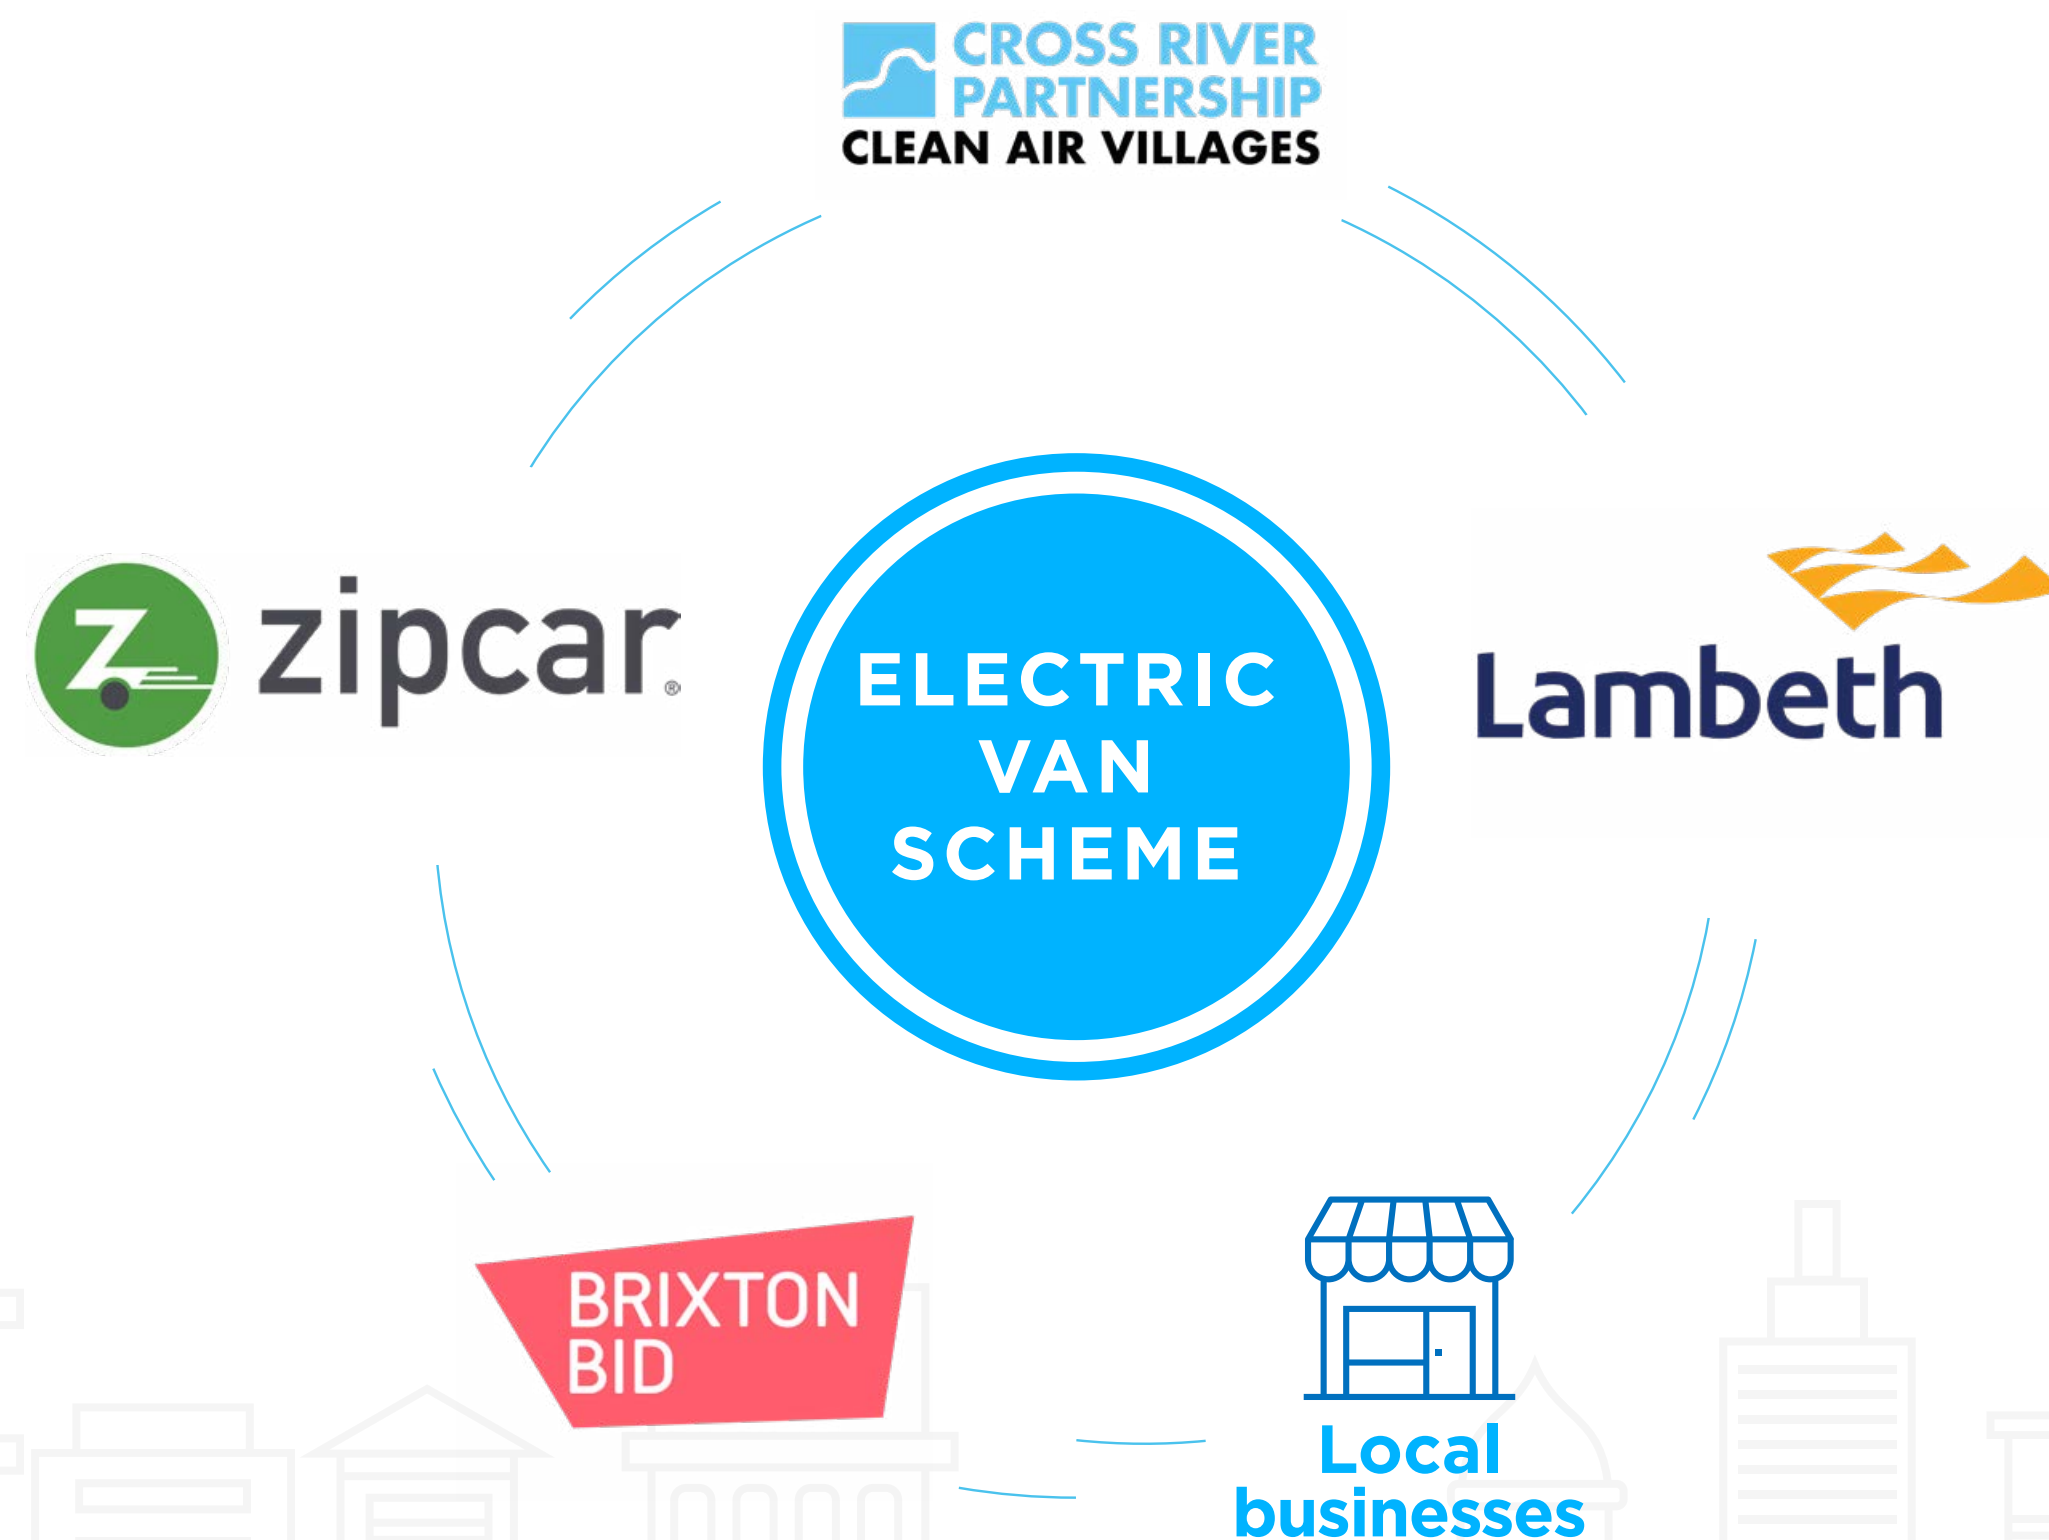 CROSS RIVER
PARTNERSHIP
CLEAN AIR VILLAGES
Z zipcar®
Lambeth
ELECTRIC
VAN
SCHEME
BRIXTON
BID
Local
businesses